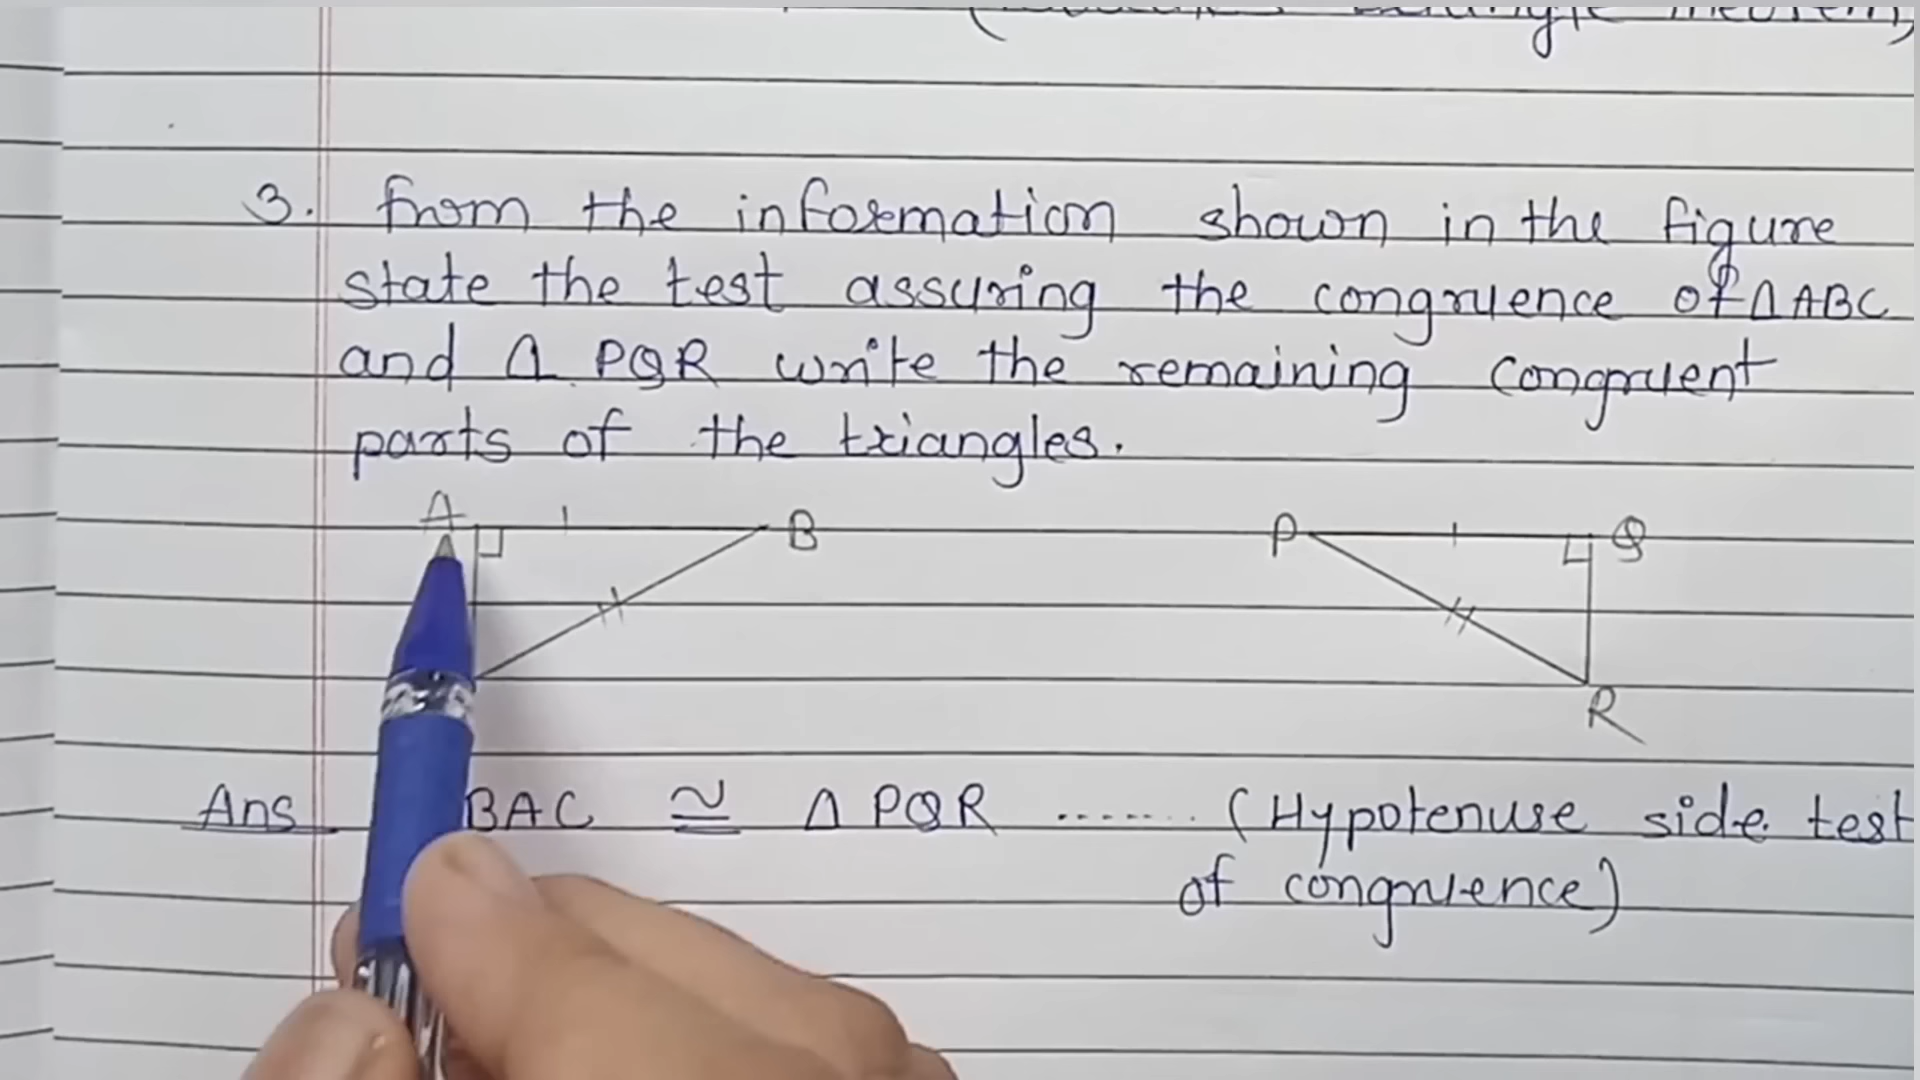 3. From the information shown in the figure
state the test assuring the congruence of Δ ABC
and Δ PQR write the remaining congruent
parts of the triangles.
A B P Q
R
Ans BAC ≅ Δ PQR ....... (Hypotenuse side test
of congruence)